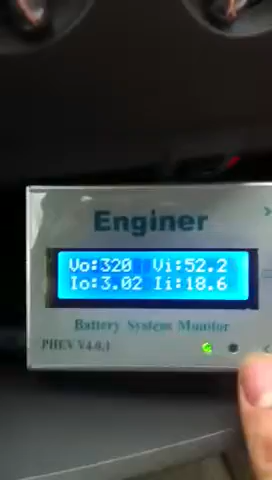 Enginer
Vo:320 Vi:52.2
Io:3.02 Ii:18.6
Battery System Monitor
PHEV V4.0.1